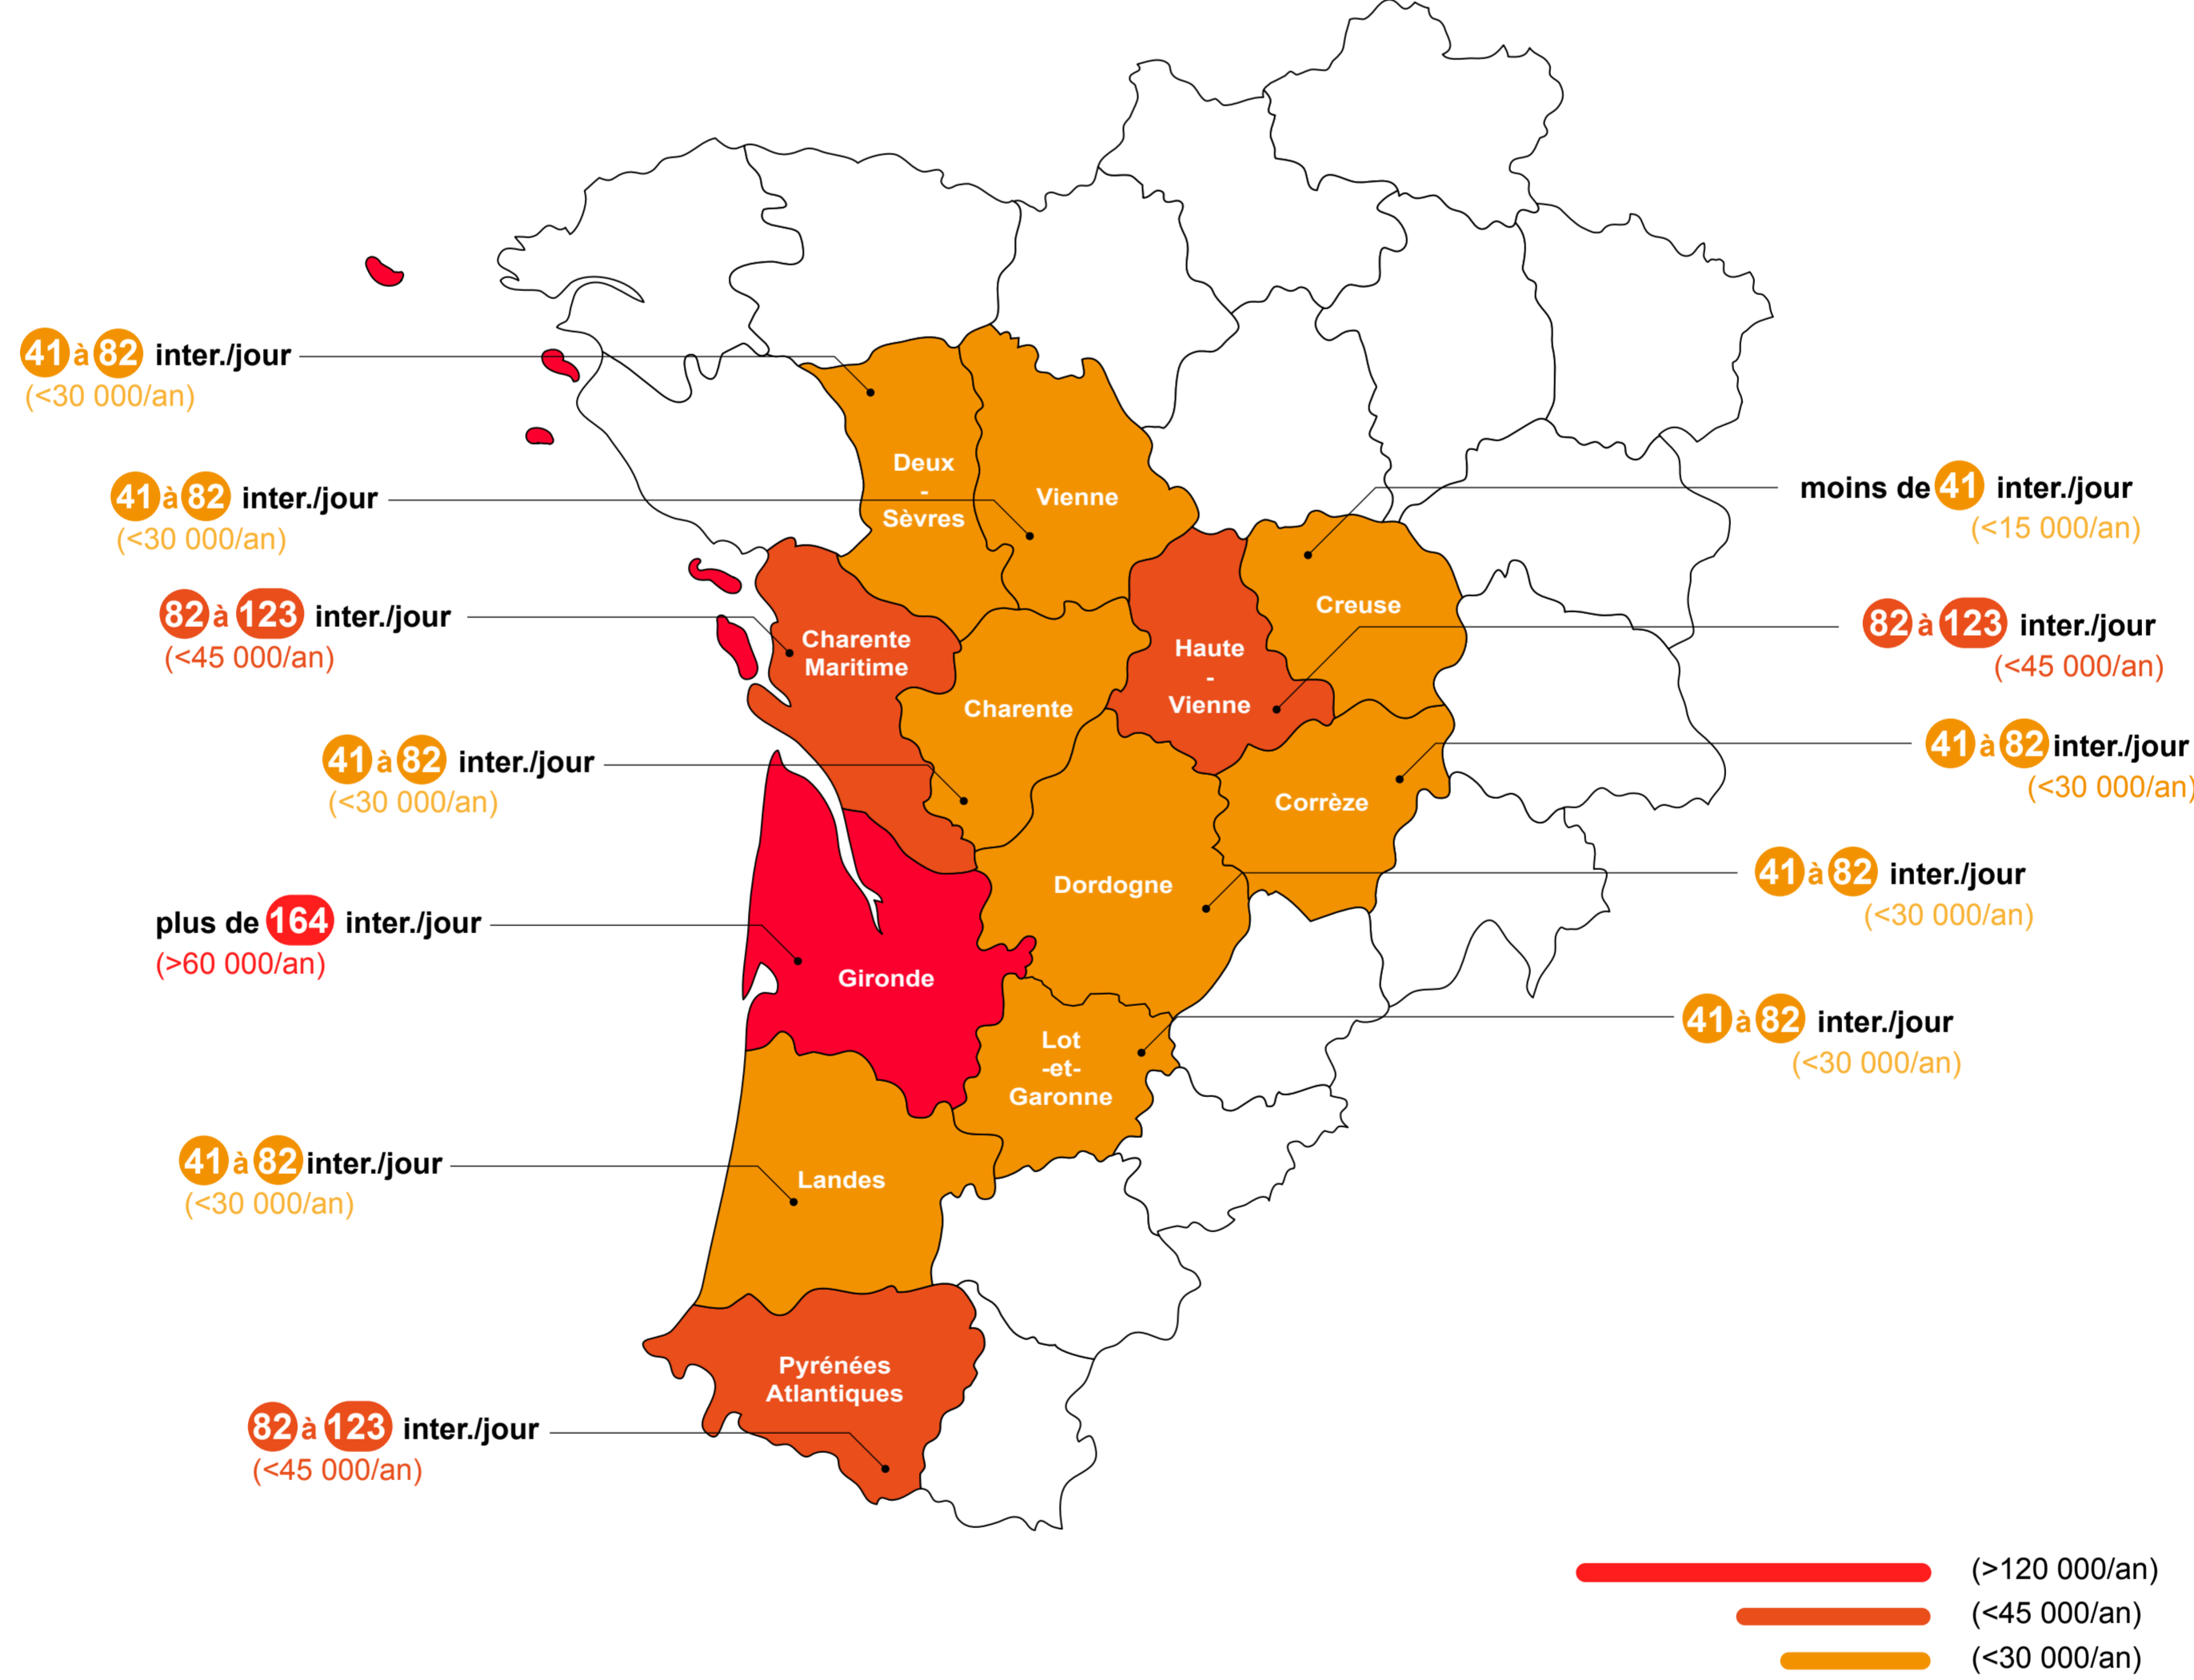 41 à 82 inter./jour
(<30 000/an)
41 à 82 inter./jour
(<30 000/an)
82 à 123 inter./jour
(<45 000/an)
41 à 82 inter./jour
(<30 000/an)
plus de 164 inter./jour
(>60 000/an)
41 à 82 inter./jour
(<30 000/an)
82 à 123 inter./jour
(<45 000/an)
Deux
-
Sèvres
Vienne
Charente
Maritime
Charente
Haute
-
Vienne
Creuse
Corrèze
Dordogne
Gironde
Lot
-et-
Garonne
Landes
Pyrénées
Atlantiques
moins de 41 inter./jour
(<15 000/an)
82 à 123 inter./jour
(<45 000/an)
41 à 82 inter./jour
(<30 000/an)
41 à 82 inter./jour
(<30 000/an)
41 à 82 inter./jour
(<30 000/an)
(>120 000/an)
(<45 000/an)
(<30 000/an)